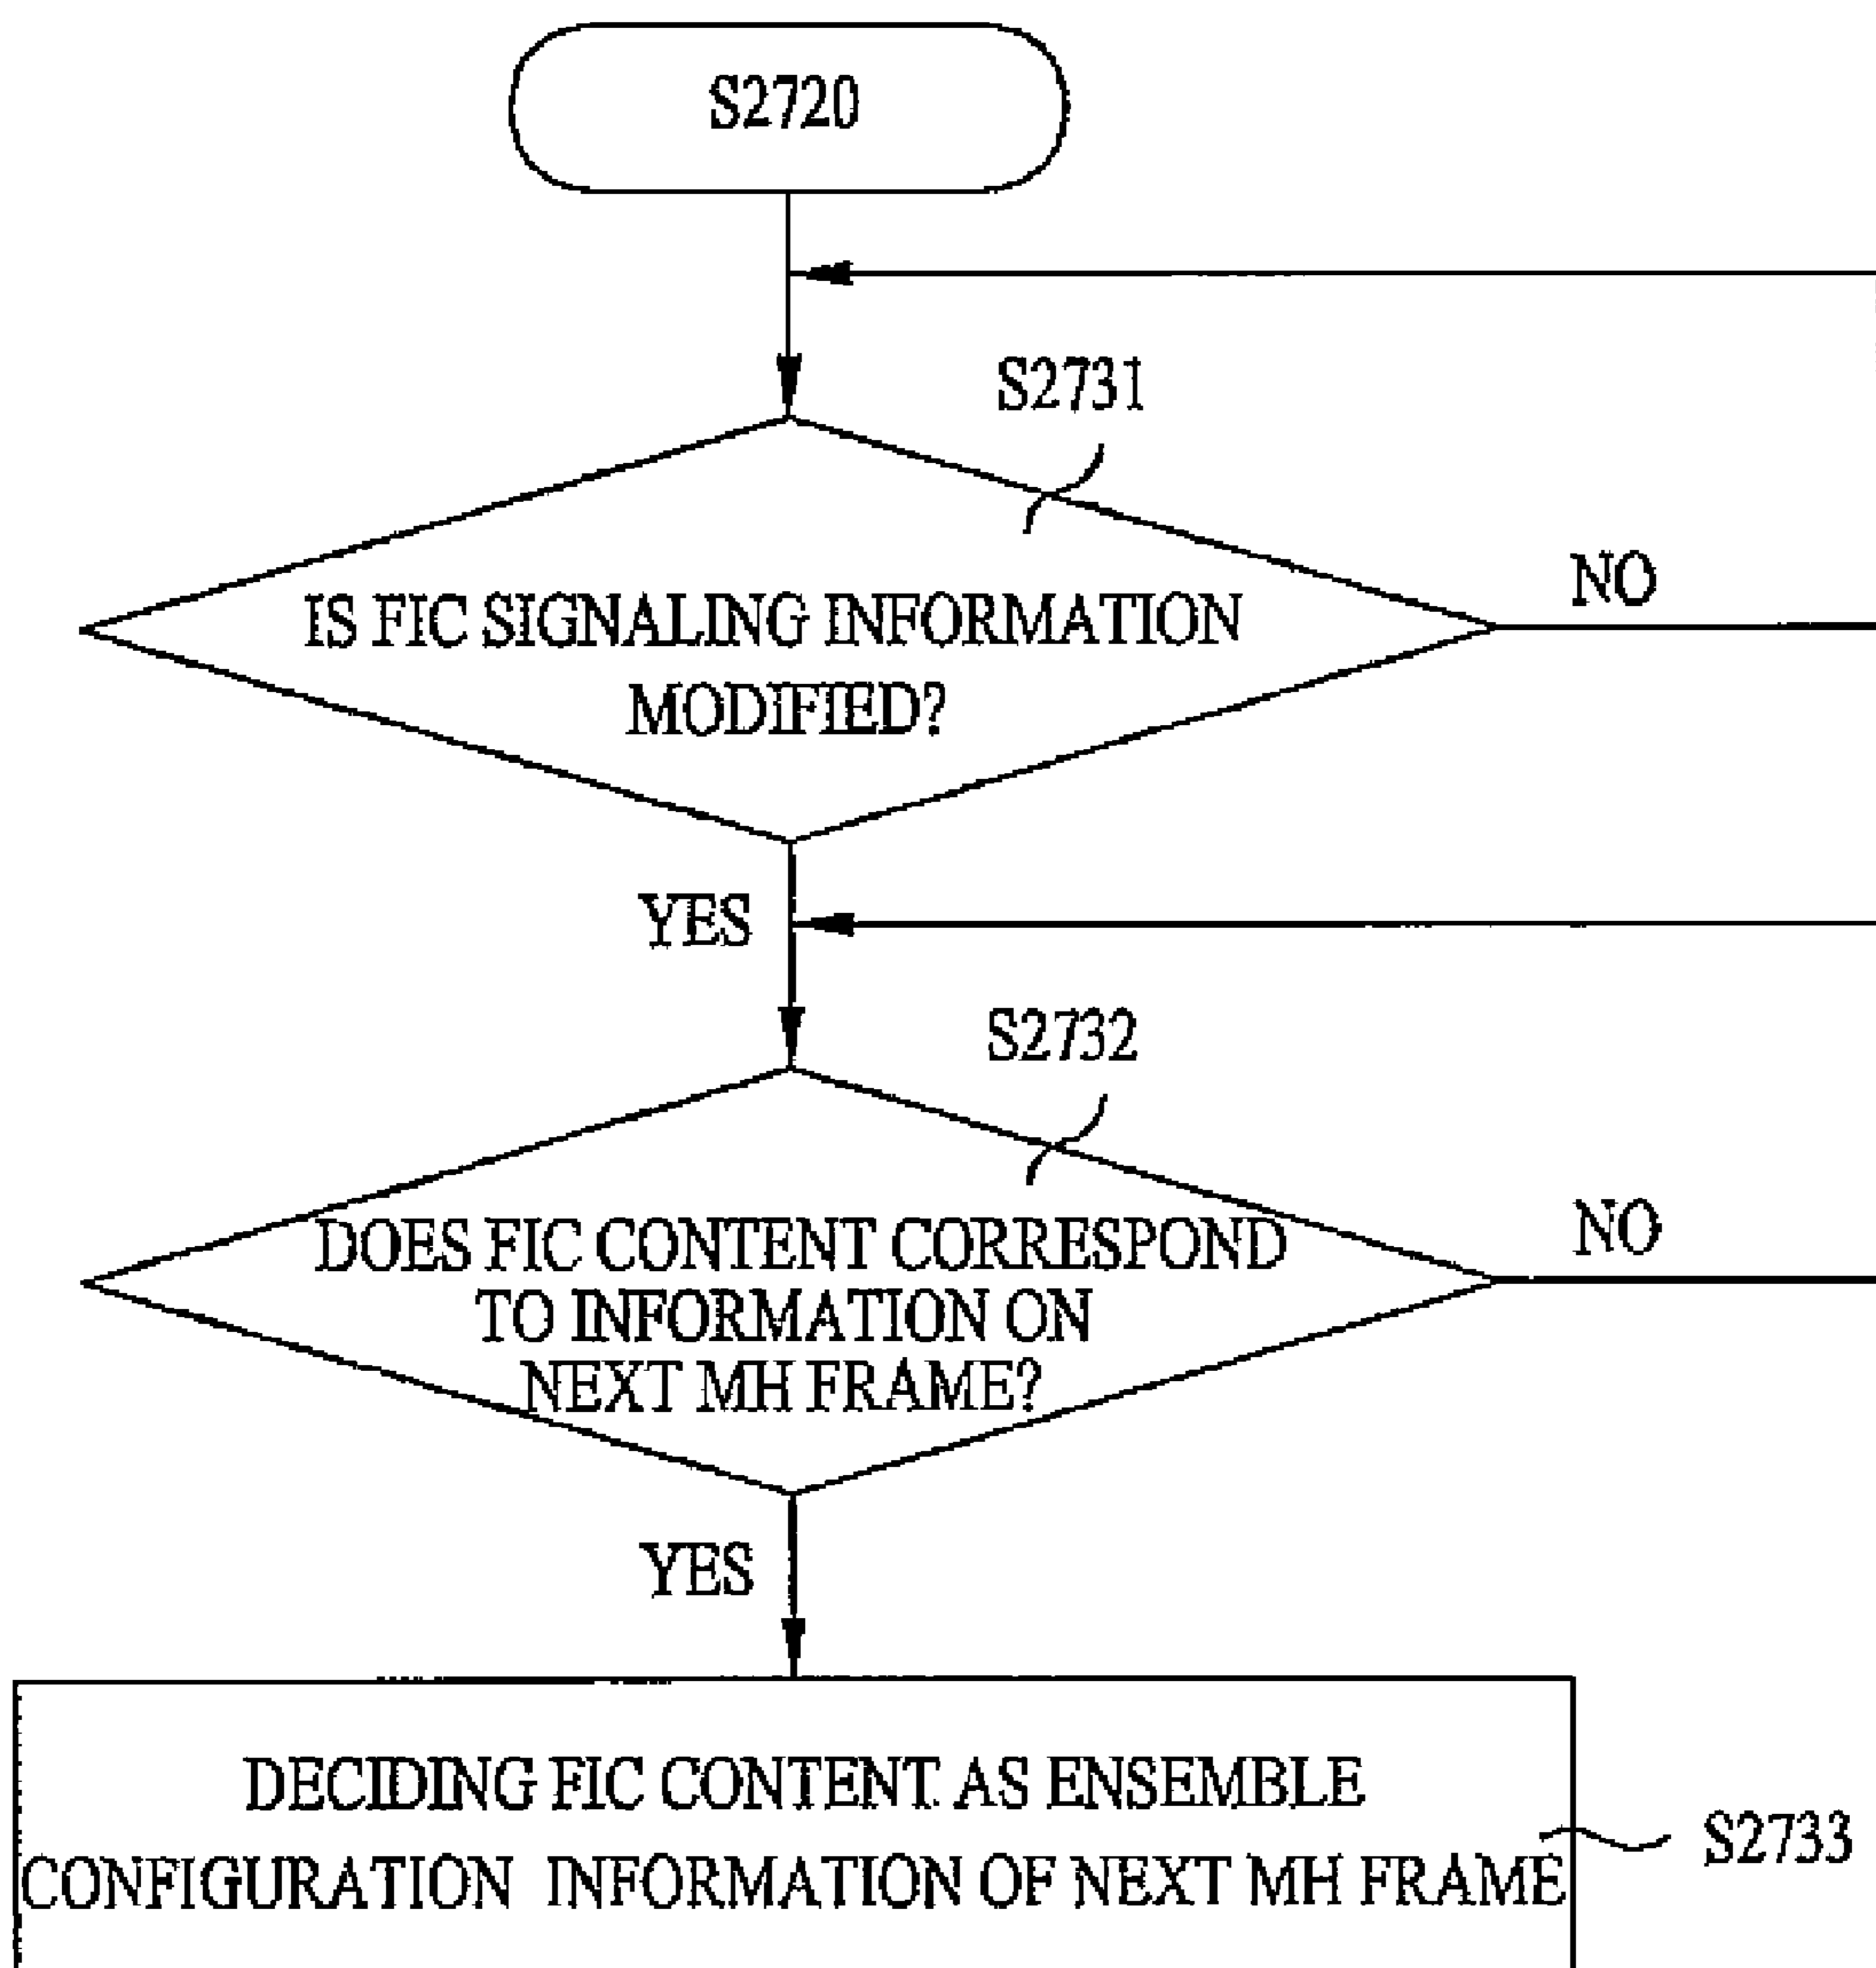 S2720
S2731
IS FIC SIGNALING INFORMATION
MODIFIED?
NO
YES
S2732
DOES FIC CONTENT CORRESPOND
TO INFORMATION ON
NEXT MH FRAME?
NO
YES
DECIDING FIC CONTENT AS ENSEMBLE
CONFIGURATION INFORMATION OF NEXT MH FRAME
S2733